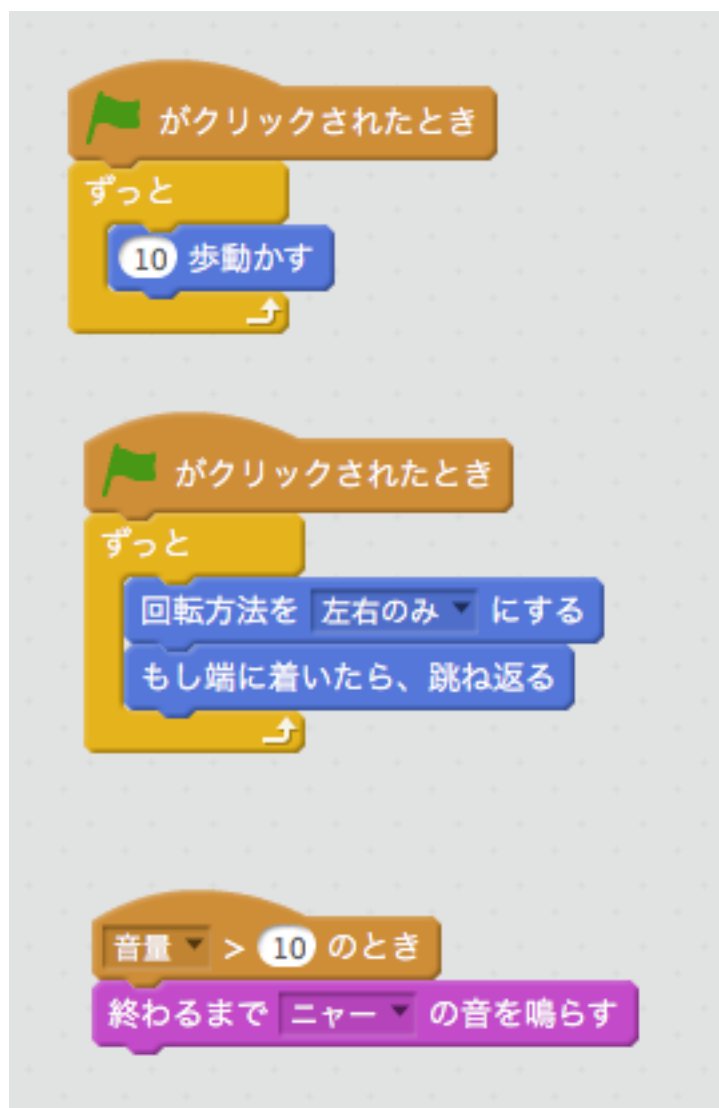 がクリックされたとき
ずっと
10 歩動かす
がクリックされたとき
ずっと
回転方法を 左右のみ にする
もし端に着いたら、跳ね返る
音量 > 10 のとき
終わるまで ニャー の音を鳴らす